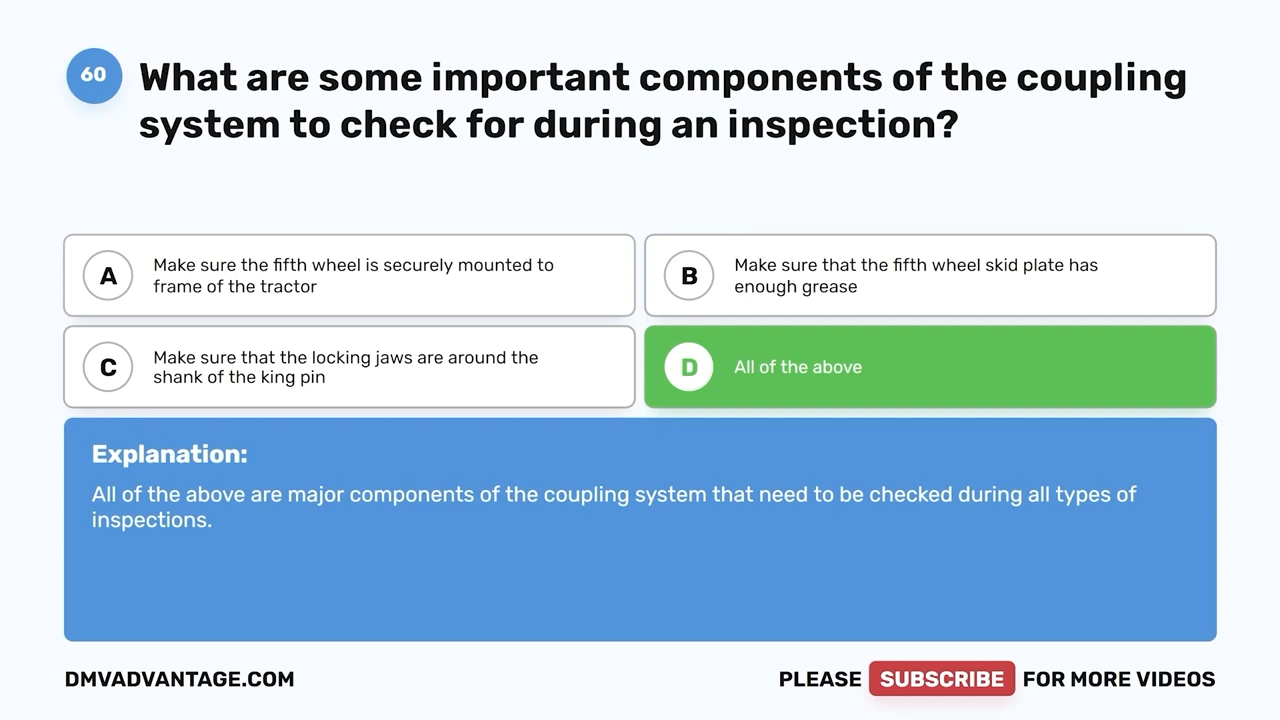 60
What are some important components of the coupling
system to check for during an inspection?
A
Make sure the fifth wheel is securely mounted to
frame of the tractor
B
Make sure that the fifth wheel skid plate has
enough grease
C
Make sure that the locking jaws are around the
shank of the king pin
D
All of the above
Explanation:
All of the above are major components of the coupling system that need to be checked during all types of
inspections.
DMVADVANTAGE.COM
PLEASE SUBSCRIBE FOR MORE VIDEOS